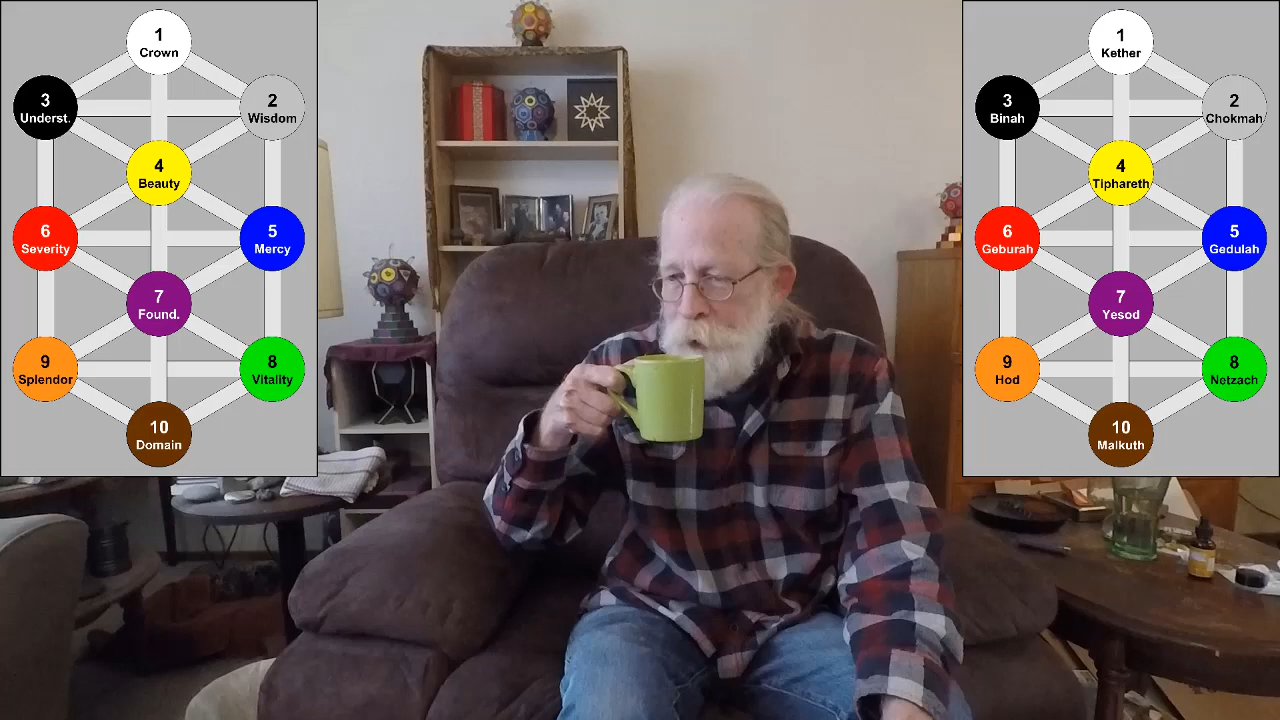 1
Crown
3
Underst.
2
Wisdom
4
Beauty
6
Severity
5
Mercy
7
Found.
9
Splendor
8
Vitality
10
Domain
1
Kether
3
Binah
2
Chokmah
4
Tiphareth
6
Geburah
5
Gedulah
7
Yesod
9
Hod
8
Netzach
10
Malkuth